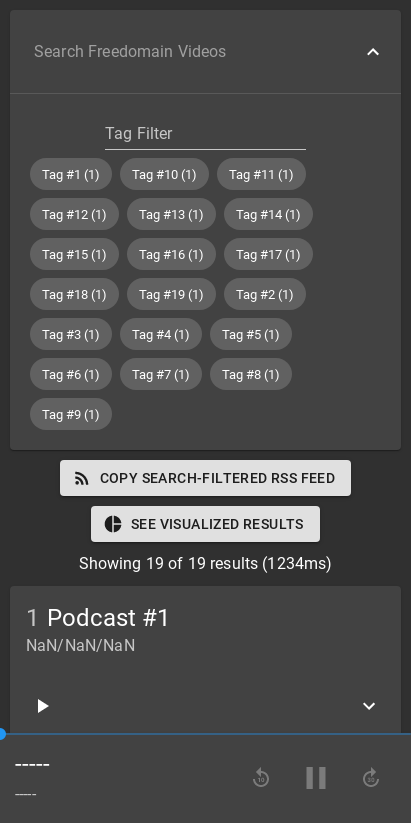 Search Freedomain Videos
Tag Filter
Tag #1 (1) Tag #10 (1) Tag #11 (1)
Tag #12 (1) Tag #13 (1) Tag #14 (1)
Tag #15 (1) Tag #16 (1) Tag #17 (1)
Tag #18 (1) Tag #19 (1) Tag #2 (1)
Tag #3 (1) Tag #4 (1) Tag #5 (1)
Tag #6 (1) Tag #7 (1) Tag #8 (1)
Tag #9 (1)
COPY SEARCH-FILTERED RSS FEED
SEE VISUALIZED RESULTS
Showing 19 of 19 results (1234ms)
1 Podcast #1
NaN/NaN/NaN
-----
10 30
-----